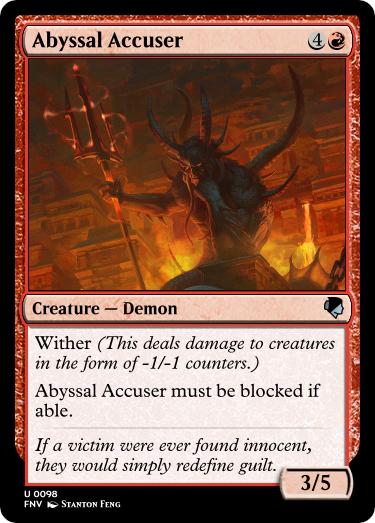 Abyssal Accuser 4
Creature — Demon
Wither (This deals damage to creatures
in the form of -1/-1 counters.)
Abyssal Accuser must be blocked if
able.
If a victim were ever found innocent,
they would simply redefine guilt.
3/5
U 0098
FNV Stanton Feng